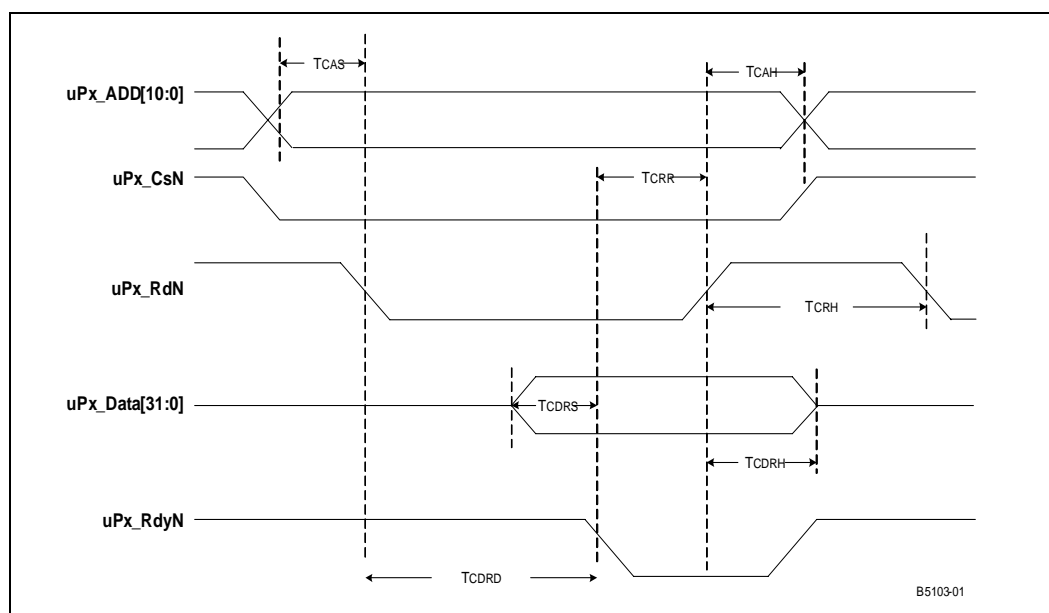 TCAS
TCAH
uPx_ADD[10:0]
uPx_CsN
TCRR
uPx_RdN
TCRH
uPx_Data[31:0]
TCDRS
TCDRH
uPx_RdyN
TCDRD
B5103-01